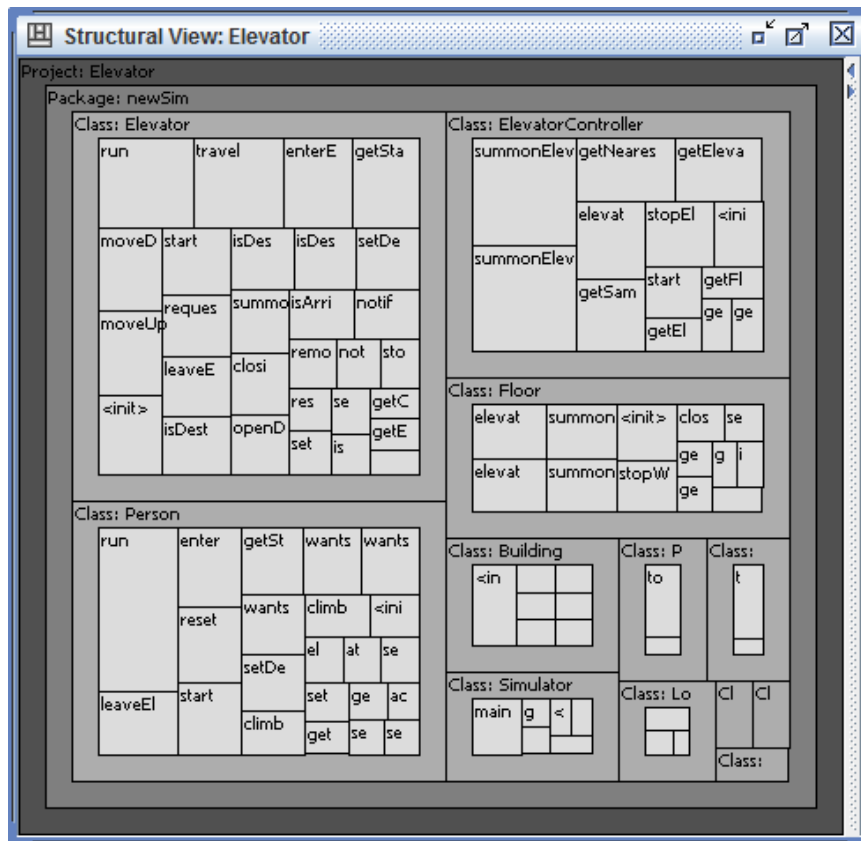 Structural View: Elevator
Project: Elevator
Package: newSim
Class: Elevator
run travel enterE getSta
moveD start isDes isDes setDe
reques summo isArri notif
moveUp
leaveE closi remo not sto
<init> res se getC
isDest openD set is getE
Class: ElevatorController
summonElev getNeares getEleva
elevat stopEl <ini
summonElev
getSam start getFl
ge ge
getEl
Class: Floor
elevat summon <init> clos se
ge g i
elevat summon stopW
ge
Class: Person
run enter getSt wants wants
reset wants climb <ini
el at se
setDe
leaveEl start set ge ac
climb get se se
Class: Building
<in
Class: P
to
Class:
t
Class: Simulator
main g <
Class: Lo
Cl Cl
Class: